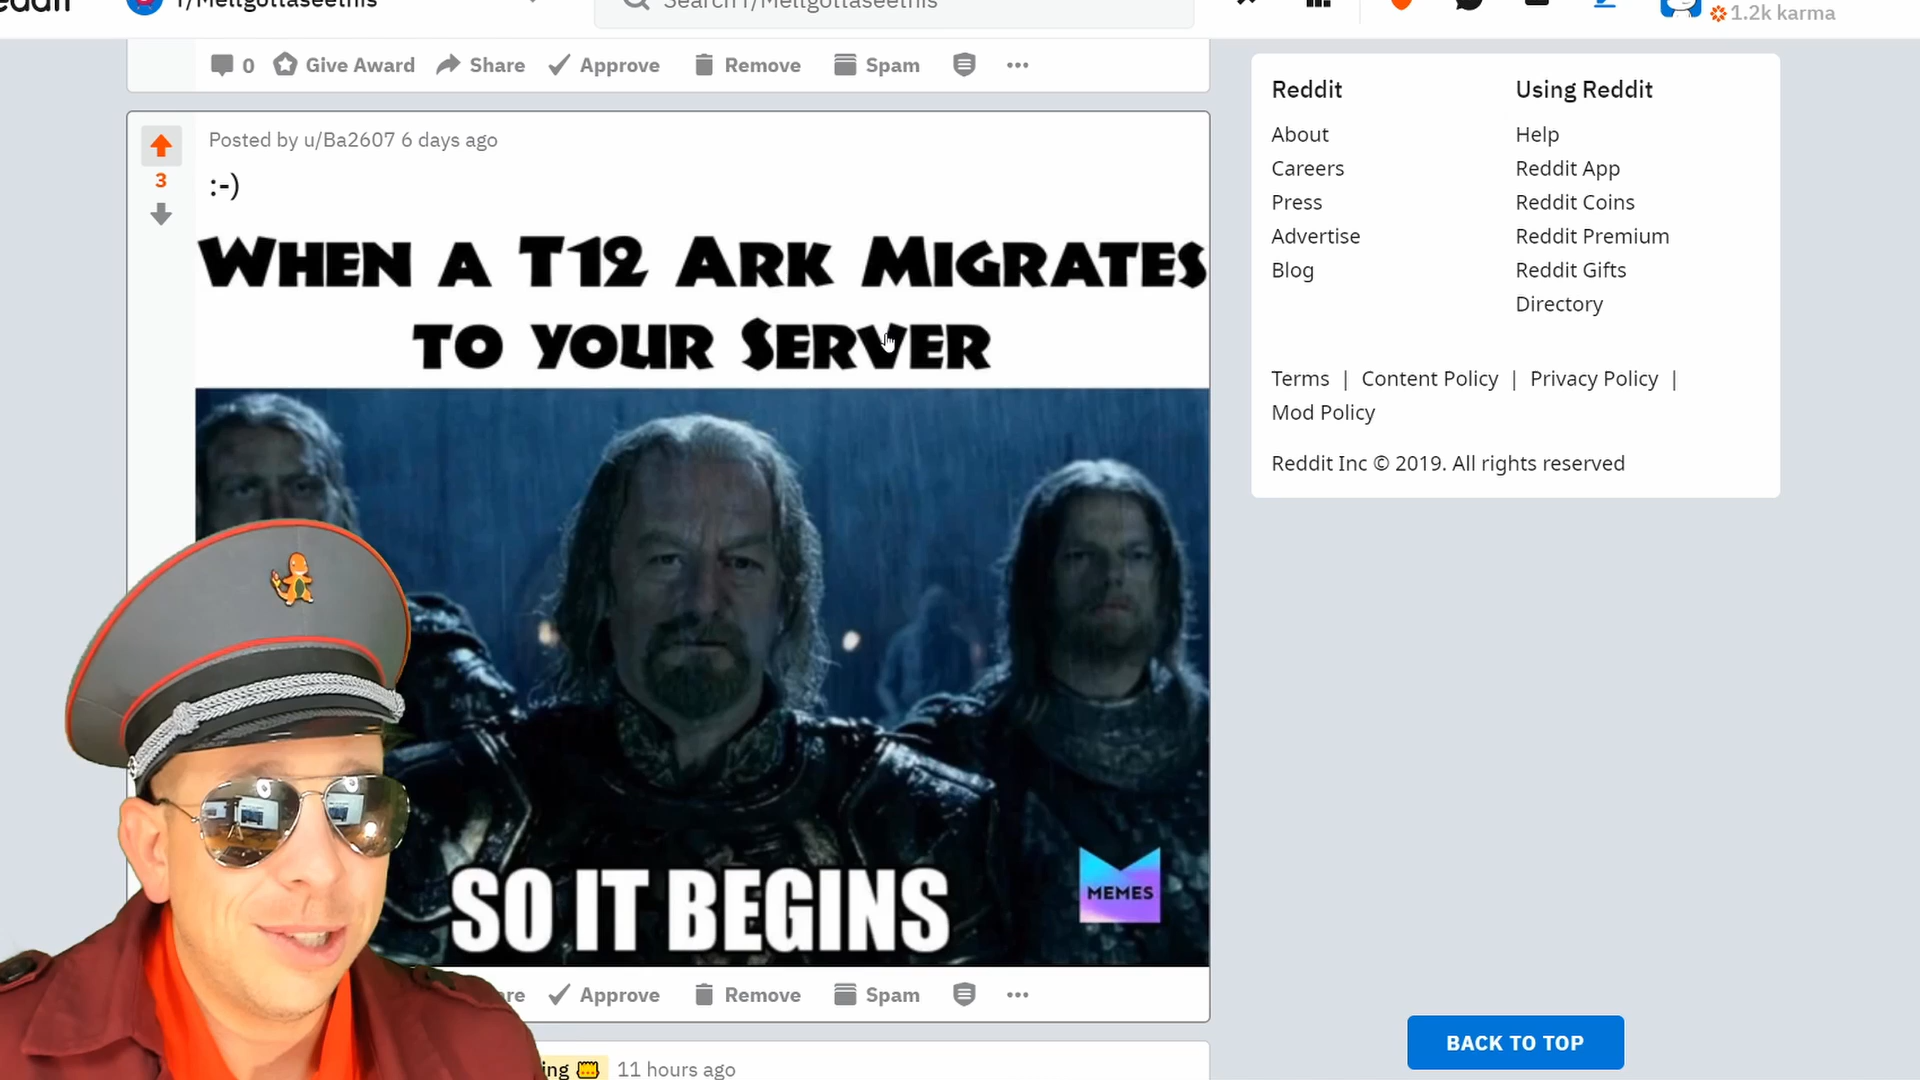 r/Mellgottaseethis
Search r/Mellgottaseethis
1.2k karma
0 Give Award Share Approve Remove Spam
Posted by u/Ba2607 6 days ago
3
:-)
WHEN A T12 ARK MIGRATES
TO YOUR SERVER
SO IT BEGINS
MEMES
Approve Remove Spam
11 hours ago
Reddit
About
Careers
Press
Advertise
Blog
Using Reddit
Help
Reddit App
Reddit Coins
Reddit Premium
Reddit Gifts
Directory
Terms | Content Policy | Privacy Policy |
Mod Policy
Reddit Inc © 2019. All rights reserved
BACK TO TOP